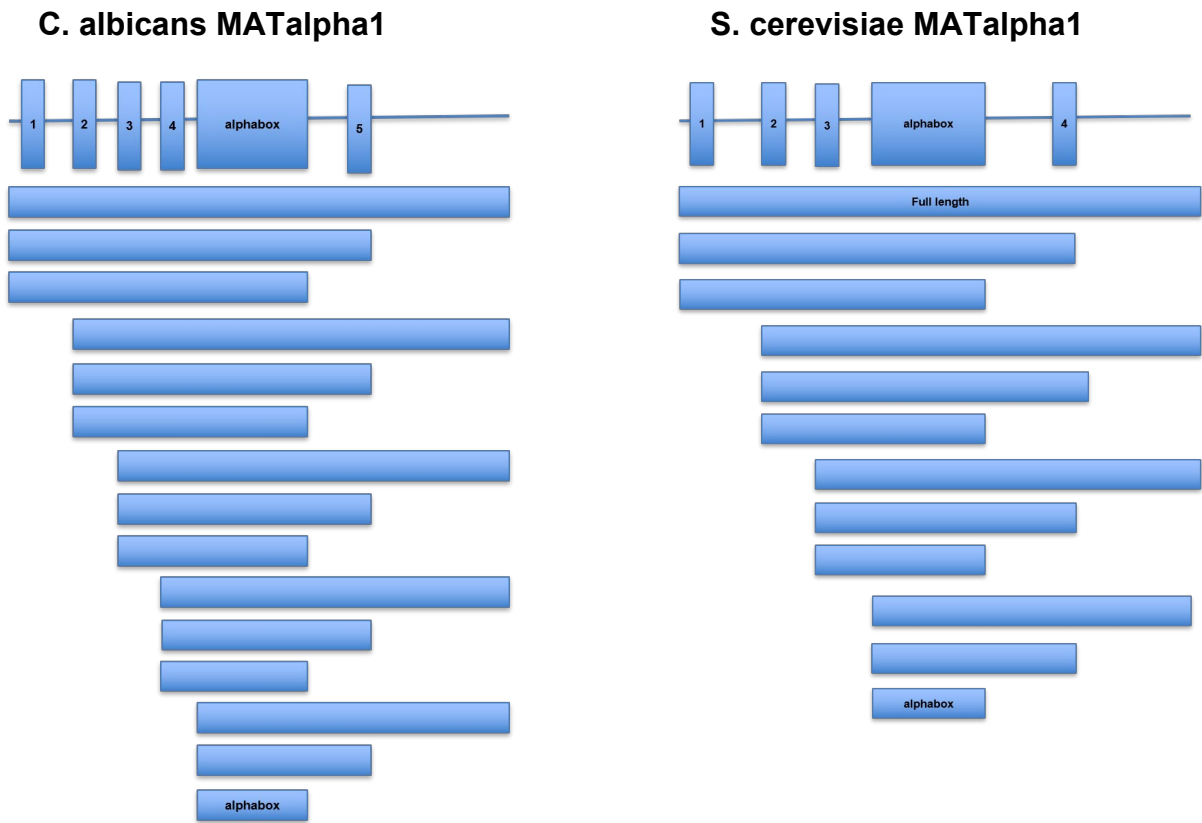 C. albicans MATalpha1
1 2 3 4 alphabox 5
alphabox
S. cerevisiae MATalpha1
1 2 3 alphabox 4
Full length
alphabox